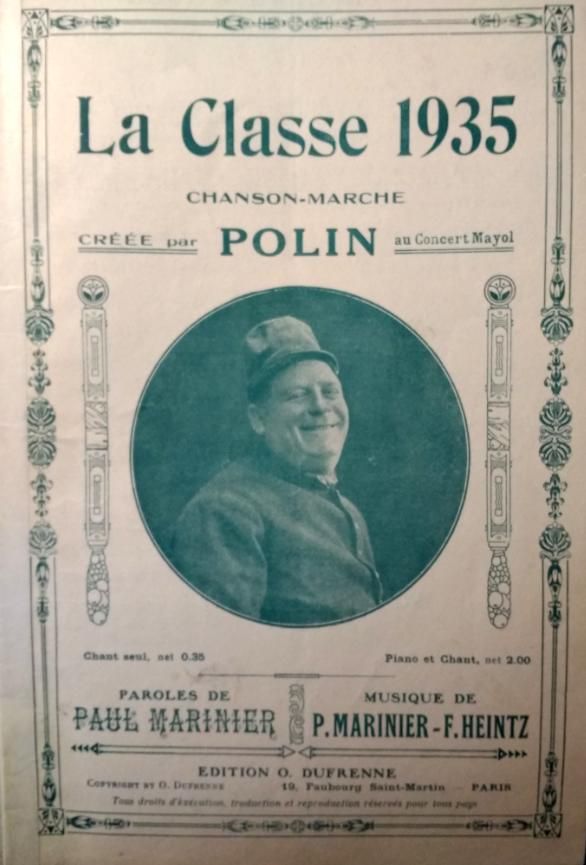 La Classe 1935
CHANSON-MARCHE
CRÉÉE par POLIN au Concert Mayol
Chant seul, net 0.35 Piano et Chant, net 2.00
PAROLES DE
PAUL MARINIER
MUSIQUE DE
P. MARINIER - F. HEINTZ
EDITION O. DUFRENNE
COPYRIGHT BY O. DUFRENNE 19, Faubourg Saint-Martin - PARIS
Tous droits d'exécution, traduction et reproduction réservés pour tous pays